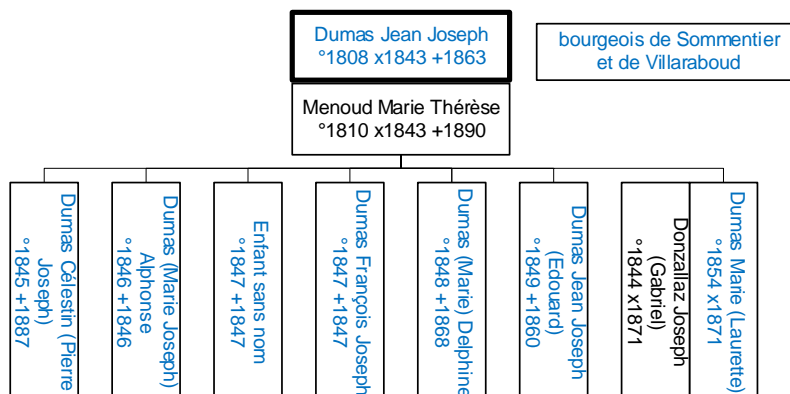 Dumas Jean Joseph
°1808 x1843 +1863
bourgeois de Sommentier
et de Villaraboud
Menoud Marie Thérèse
°1810 x1843 +1890
Dumas Célestin (Pierre
Joseph)
°1845 +1887
Dumas (Marie Joseph)
Alphonse
°1846 +1846
Enfant sans nom
°1847 +1847
Dumas François Joseph
°1847 +1847
Dumas (Marie) Delphine
°1848 +1868
Dumas Jean Joseph
(Edouard)
°1849 +1860
Donzallaz Joseph
(Gabriel)
°1844 x1871
Dumas Marie (Laurette)
°1854 x1871